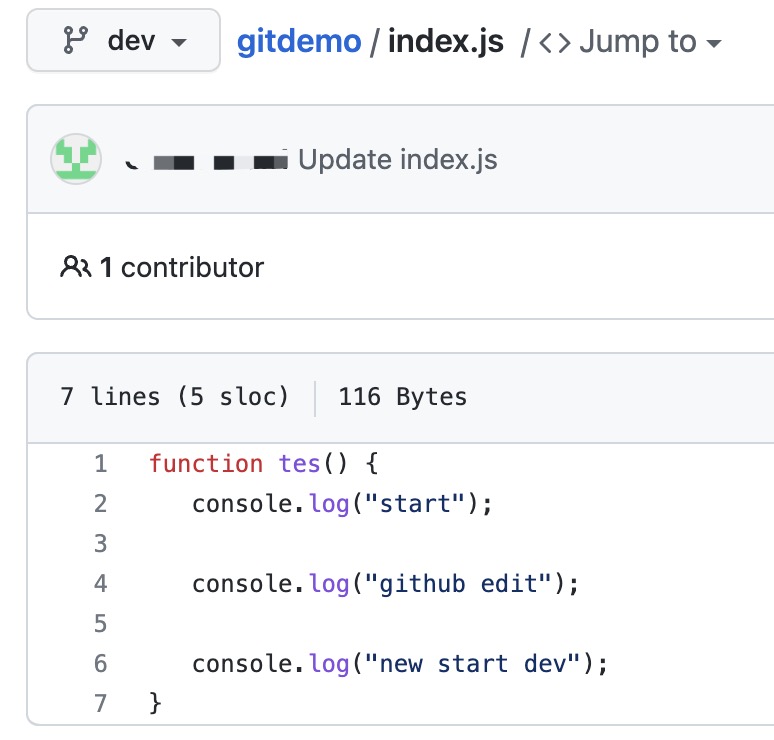 dev gitdemo / index.js / <> Jump to
Update index.js
1 contributor
7 lines (5 sloc) 116 Bytes
1 function tes() {
2 console.log("start");
3
4 console.log("github edit");
5
6 console.log("new start dev");
7 }